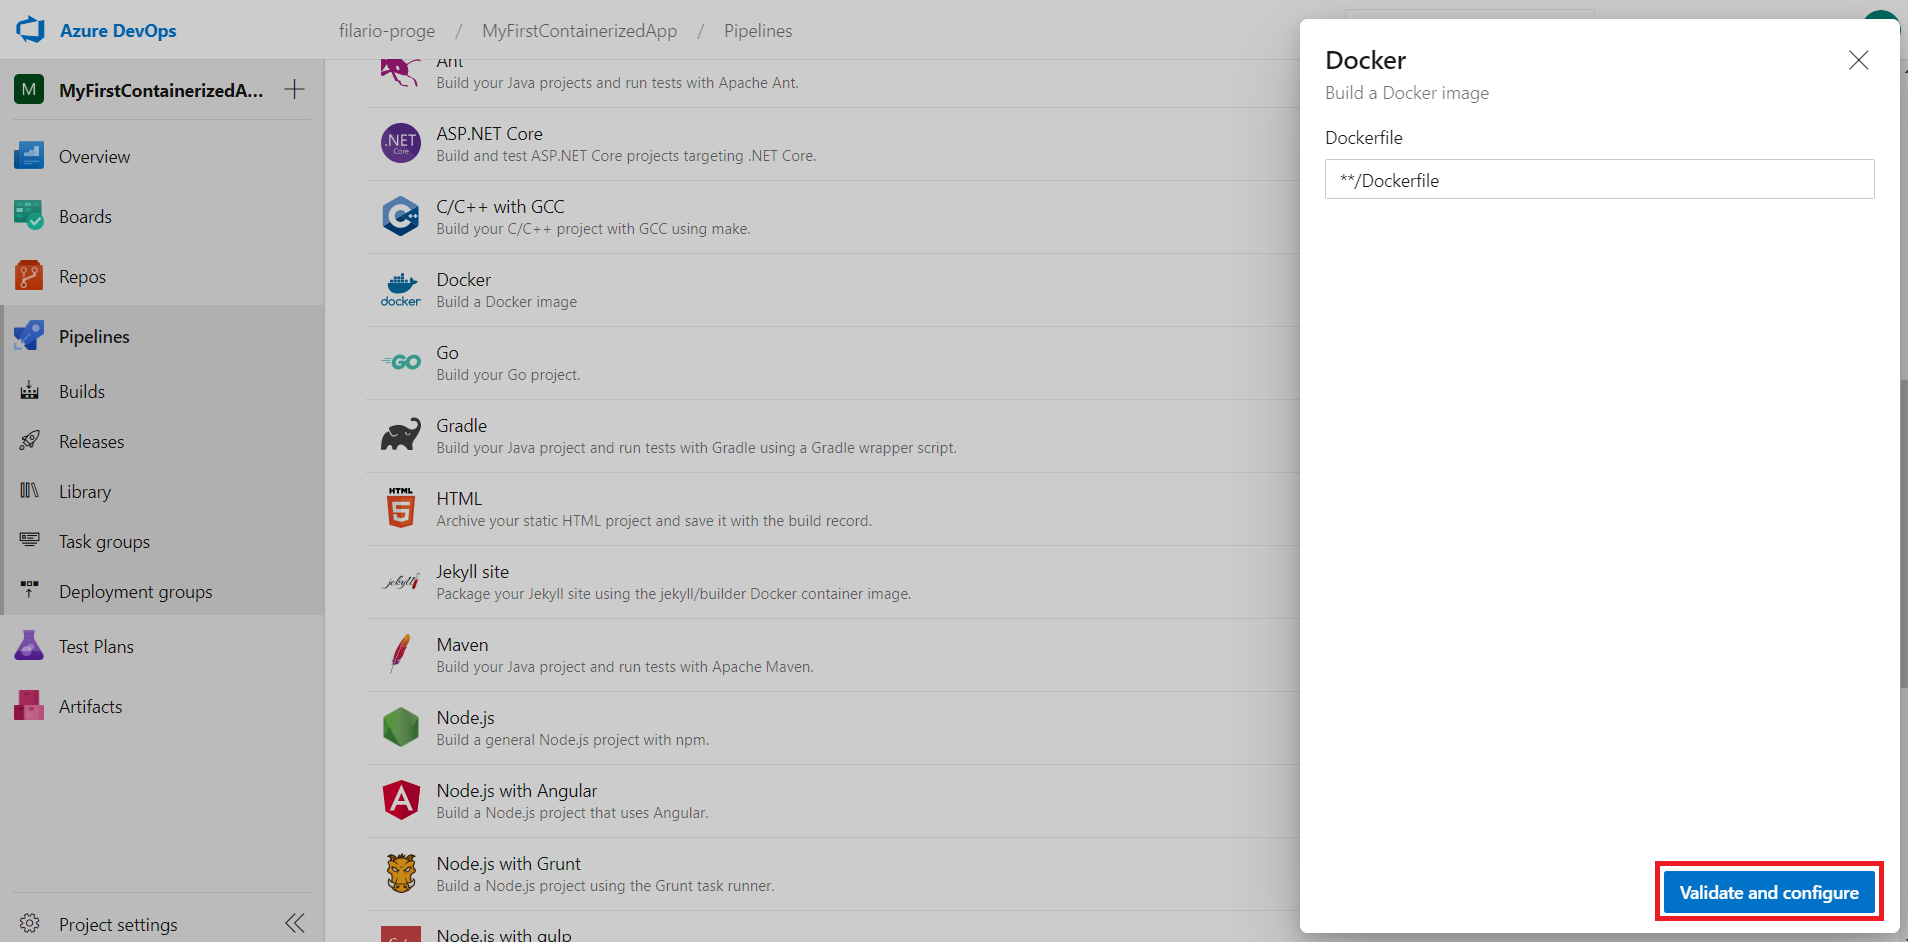 Azure DevOps
filario-proge / MyFirstContainerizedApp / Pipelines
M MyFirstContainerizedA...
Overview
Boards
Repos
Pipelines
Builds
Releases
Library
Task groups
Deployment groups
Test Plans
Artifacts
Project settings
Ant
Build your Java projects and run tests with Apache Ant.
.NET
Core
ASP.NET Core
Build and test ASP.NET Core projects targeting .NET Core.
C/C++ with GCC
Build your C/C++ project with GCC using make.
docker
Docker
Build a Docker image
GO
Go
Build your Go project.
Gradle
Build your Java project and run tests with Gradle using a Gradle wrapper script.
HTML
5
HTML
Archive your static HTML project and save it with the build record.
jekyll
Jekyll site
Package your Jekyll site using the jekyll/builder Docker container image.
Maven
Build your Java project and run tests with Apache Maven.
Node.js
Build a general Node.js project with npm.
A
Node.js with Angular
Build a Node.js project that uses Angular.
Node.js with Grunt
Build a Node.js project using the Grunt task runner.
Node.js with gulp
Docker
Build a Docker image
Dockerfile
**/Dockerfile
Validate and configure